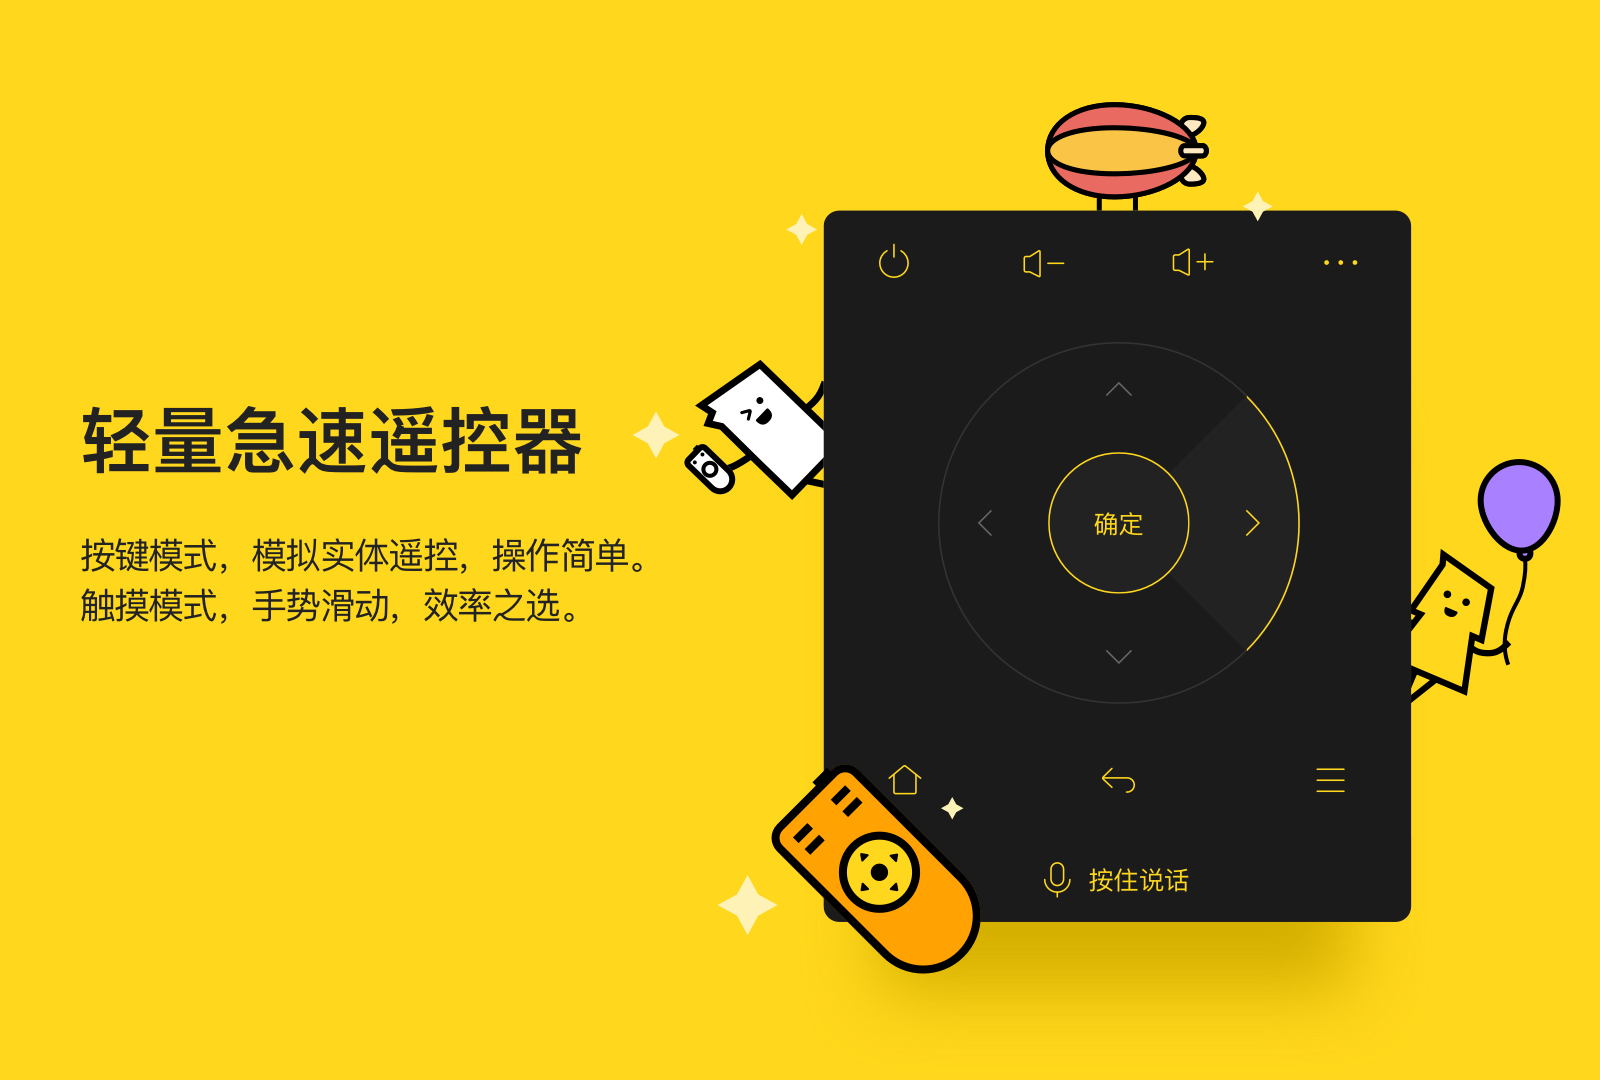 轻量急速遥控器
按键模式，模拟实体遥控，操作简单。
触摸模式，手势滑动，效率之选。
确定
按住说话